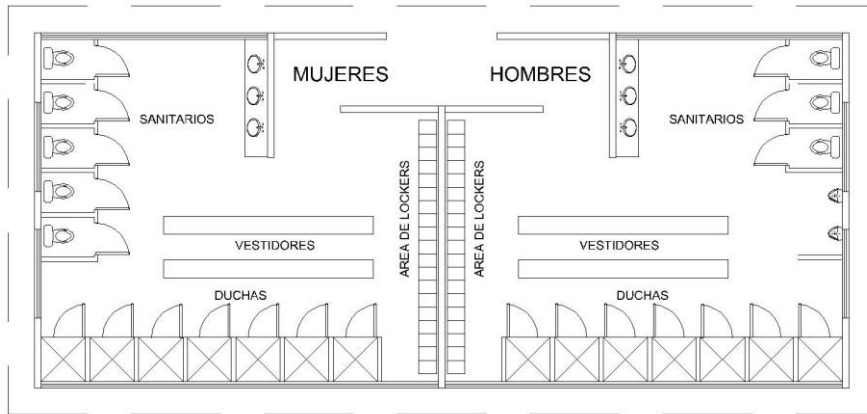 MUJERES
HOMBRES
SANITARIOS
SANITARIOS
AREA DE LOCKERS
AREA DE LOCKERS
VESTIDORES
VESTIDORES
DUCHAS
DUCHAS